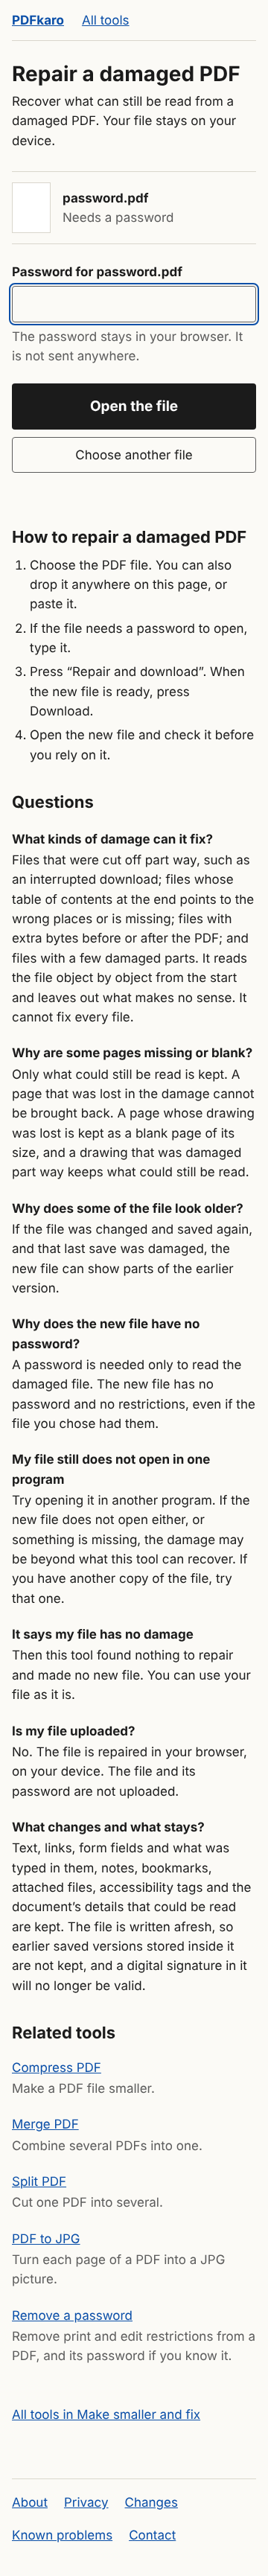 PDFkaro All tools
Repair a damaged PDF
Recover what can still be read from a
damaged PDF. Your file stays on your
device.
password.pdf
Needs a password
Password for password.pdf
The password stays in your browser. It
is not sent anywhere.
Open the file
Choose another file
How to repair a damaged PDF
1. Choose the PDF file. You can also
drop it anywhere on this page, or
paste it.
2. If the file needs a password to open,
type it.
3. Press “Repair and download”. When
the new file is ready, press
Download.
4. Open the new file and check it before
you rely on it.
Questions
What kinds of damage can it fix?
Files that were cut off part way, such as
an interrupted download; files whose
table of contents at the end points to the
wrong places or is missing; files with
extra bytes before or after the PDF; and
files with a few damaged parts. It reads
the file object by object from the start
and leaves out what makes no sense. It
cannot fix every file.
Why are some pages missing or blank?
Only what could still be read is kept. A
page that was lost in the damage cannot
be brought back. A page whose drawing
was lost is kept as a blank page of its
size, and a drawing that was damaged
part way keeps what could still be read.
Why does some of the file look older?
If the file was changed and saved again,
and that last save was damaged, the
new file can show parts of the earlier
version.
Why does the new file have no
password?
A password is needed only to read the
damaged file. The new file has no
password and no restrictions, even if the
file you chose had them.
My file still does not open in one
program
Try opening it in another program. If the
new file does not open either, or
something is missing, the damage may
be beyond what this tool can recover. If
you have another copy of the file, try
that one.
It says my file has no damage
Then this tool found nothing to repair
and made no new file. You can use your
file as it is.
Is my file uploaded?
No. The file is repaired in your browser,
on your device. The file and its
password are not uploaded.
What changes and what stays?
Text, links, form fields and what was
typed in them, notes, bookmarks,
attached files, accessibility tags and the
document’s details that could be read
are kept. The file is written afresh, so
earlier saved versions stored inside it
are not kept, and a digital signature in it
will no longer be valid.
Related tools
Compress PDF
Make a PDF file smaller.
Merge PDF
Combine several PDFs into one.
Split PDF
Cut one PDF into several.
PDF to JPG
Turn each page of a PDF into a JPG
picture.
Remove a password
Remove print and edit restrictions from a
PDF, and its password if you know it.
All tools in Make smaller and fix
About Privacy Changes
Known problems Contact